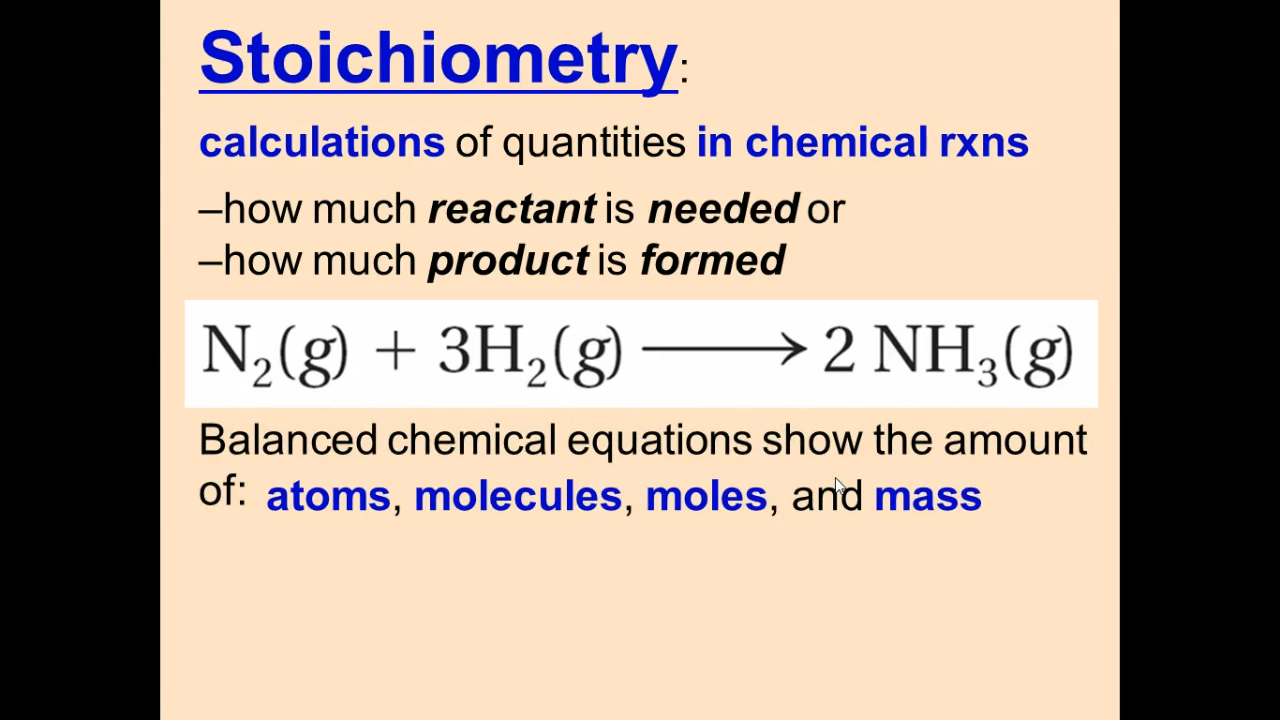 Stoichiometry:
calculations of quantities in chemical rxns
–how much reactant is needed or
–how much product is formed
N₂(g) + 3H₂(g) ⟶ 2 NH₃(g)
Balanced chemical equations show the amount
of: atoms, molecules, moles, and mass